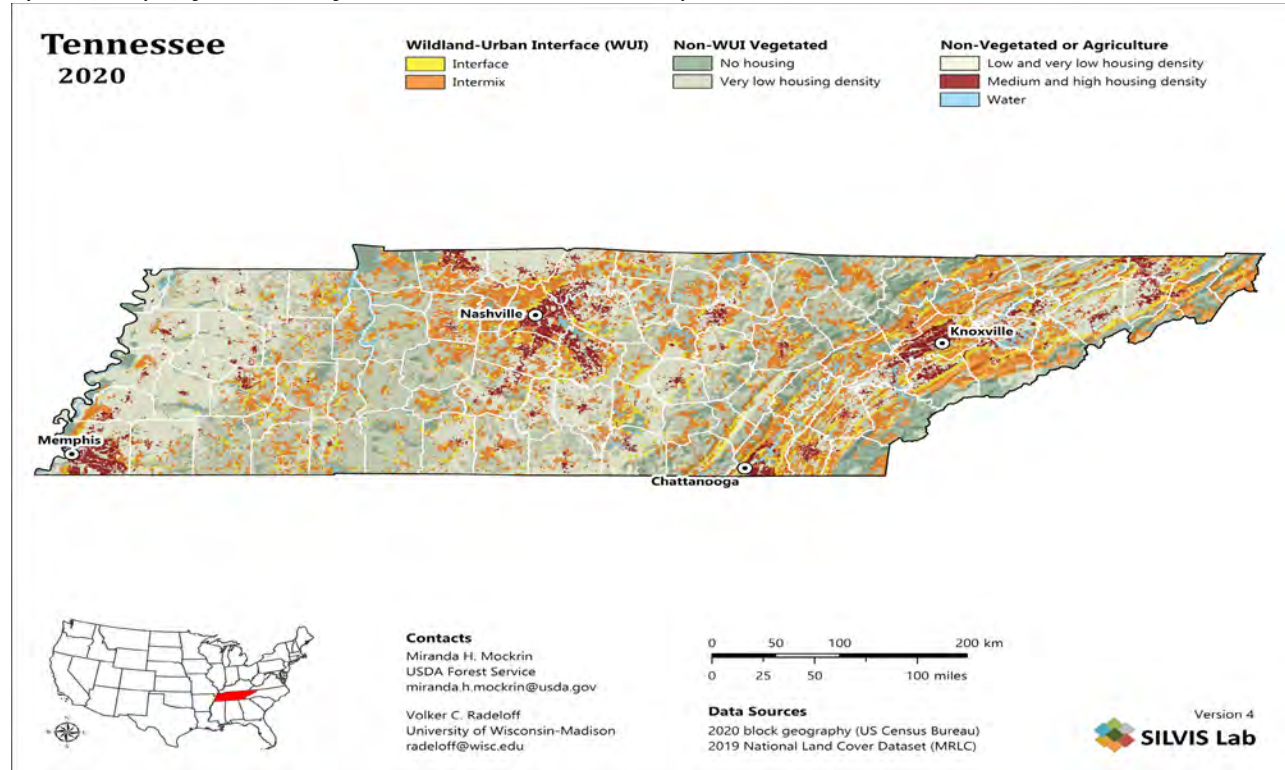 Tennessee
2020
Wildland-Urban Interface (WUI)
Interface
Intermix
Non-WUI Vegetated
No housing
Very low housing density
Non-Vegetated or Agriculture
Low and very low housing density
Medium and high housing density
Water
Nashville
Knoxville
Memphis
Chattanooga
Contacts
Miranda H. Mockrin
USDA Forest Service
miranda.h.mockrin@usda.gov
Volker C. Radeloff
University of Wisconsin-Madison
radeloff@wisc.edu
0 50 100 200 km
0 25 50 100 miles
Data Sources
2020 block geography (US Census Bureau)
2019 National Land Cover Dataset (MRLC)
Version 4
SILVIS Lab